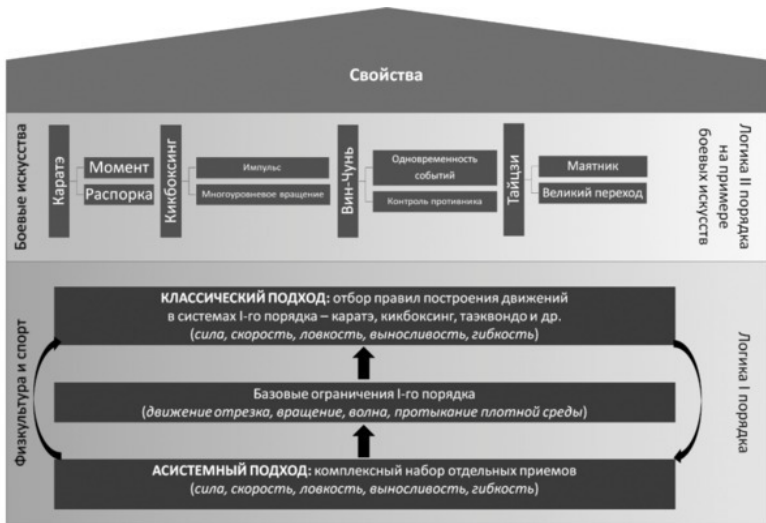 Свойства
Боевые искусства
Каратэ
Момент
Распорка
Кикбоксинг
Импульс
Многоуровневое вращение
Вин-Чунь
Одновременность
событий
Контроль противника
Тайцзи
Маятник
Великий переход
Логика II порядка
на примере
боевых искусств
Физкультура и спорт
КЛАССИЧЕСКИЙ ПОДХОД: отбор правил построения движений
в системах I-го порядка – каратэ, кикбоксинг, таэквондо и др.
(сила, скорость, ловкость, выносливость, гибкость)
Базовые ограничения I-го порядка
(движение отрезка, вращение, волна, протыкание плотной среды)
АСИСТЕМНЫЙ ПОДХОД: комплексный набор отдельных приемов
(сила, скорость, ловкость, выносливость, гибкость)
Логика I порядка